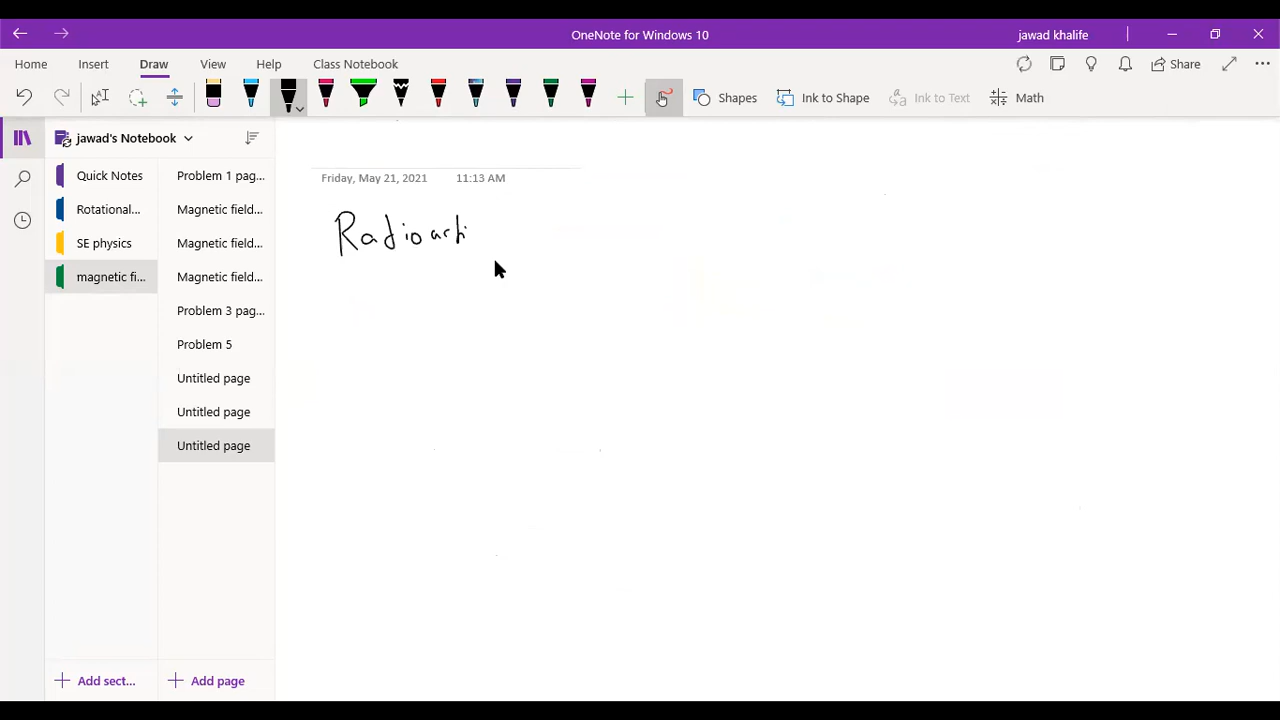 OneNote for Windows 10
jawad khalife
Home Insert Draw View Help Class Notebook
Share
Shapes Ink to Shape Ink to Text Math
jawad's Notebook
Quick Notes
Rotational...
SE physics
magnetic fi...
Problem 1 pag...
Magnetic field...
Magnetic field...
Magnetic field...
Problem 3 pag...
Problem 5
Untitled page
Untitled page
Untitled page
Add sect...
Add page
Friday, May 21, 2021 11:13 AM
Radioacti